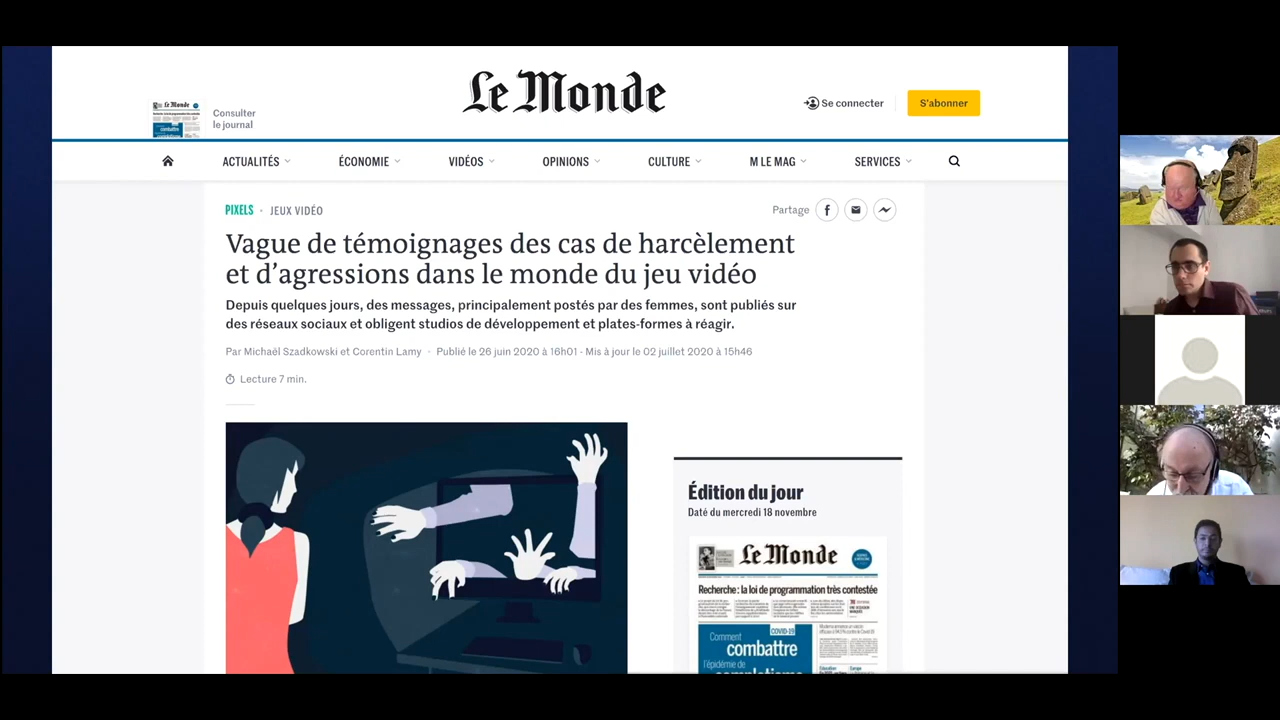 Le Monde
Consulter
le journal
Se connecter
S'abonner
ACTUALITÉS
ÉCONOMIE
VIDÉOS
OPINIONS
CULTURE
M LE MAG
SERVICES
PIXELS • JEUX VIDÉO
Partage
Vague de témoignages des cas de harcèlement
et d'agressions dans le monde du jeu vidéo
Depuis quelques jours, des messages, principalement postés par des femmes, sont publiés sur
des réseaux sociaux et obligent studios de développement et plates-formes à réagir.
Par Michaël Szadkowski et Corentin Lamy • Publié le 26 juin 2020 à 16h01 - Mis à jour le 02 juillet 2020 à 15h46
Lecture 7 min.
Édition du jour
Daté du mercredi 18 novembre
Le Monde
Recherche : la loi de programmation très contestée
COVID-19
Comment
combattre
l'épidémie de